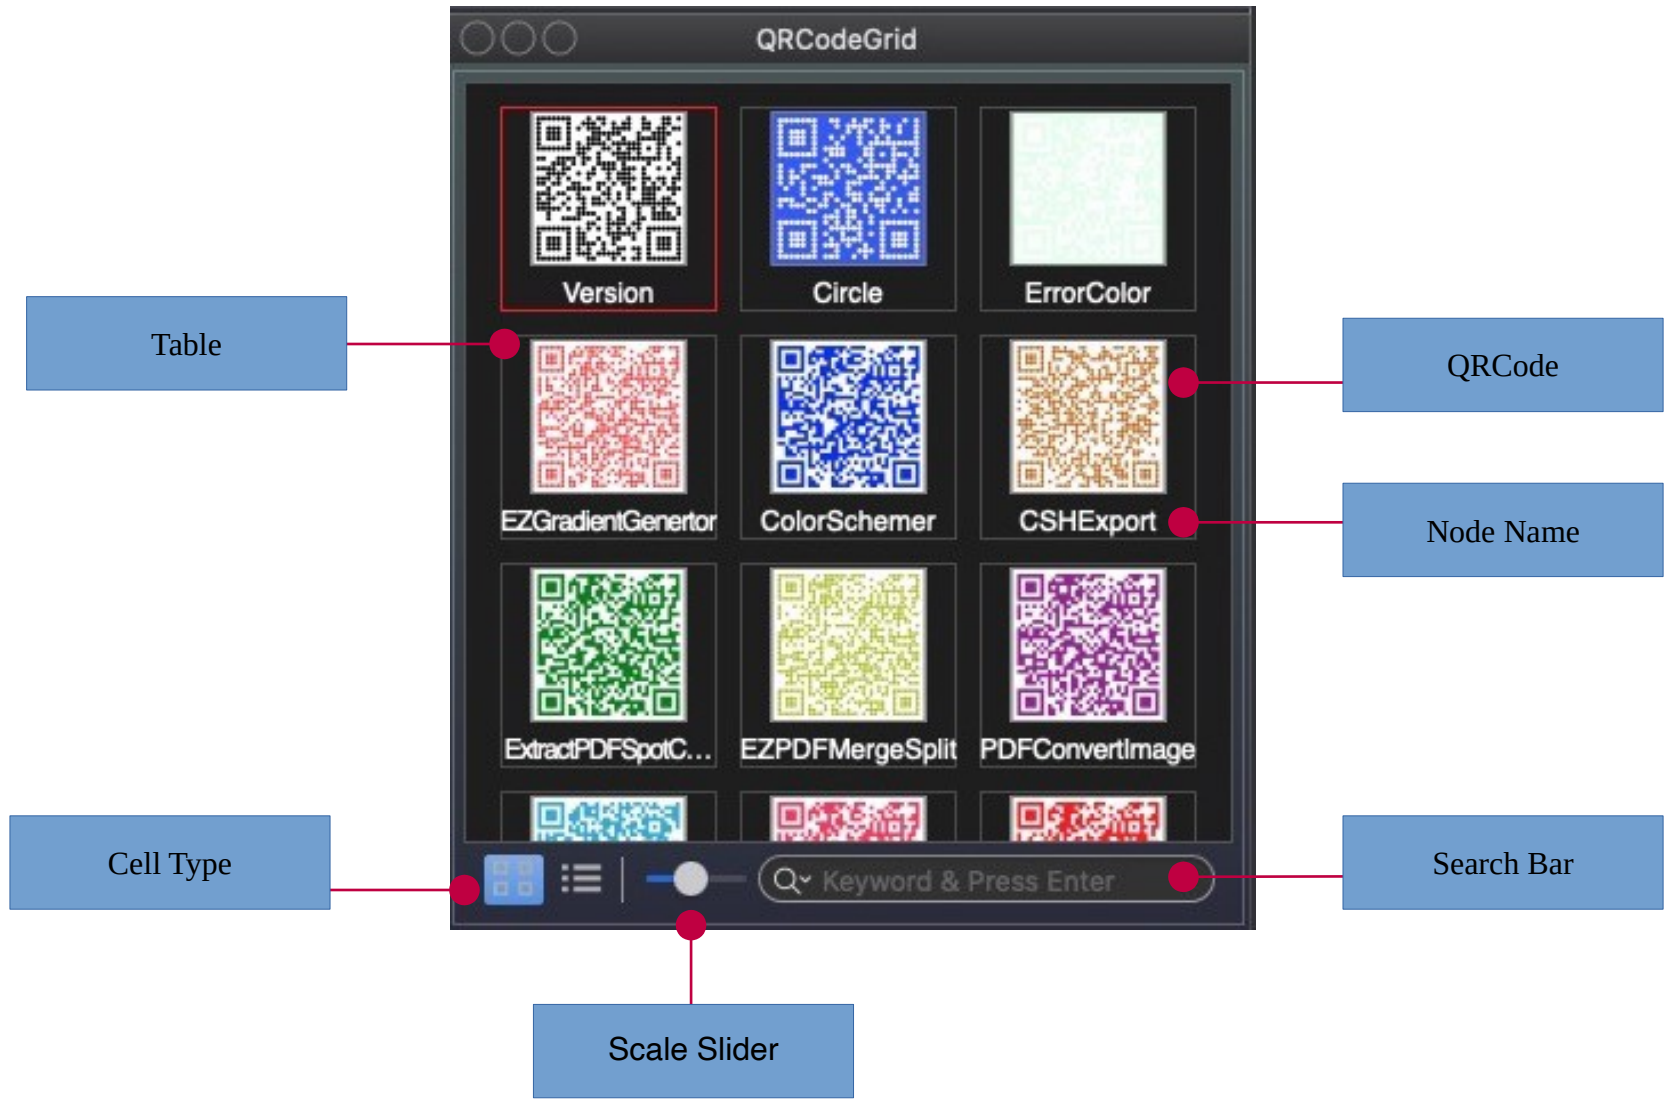 QRCodeGrid
Version
Circle
ErrorColor
Table
QRCode
EZGradientGenertor
ColorSchemer
CSHExport
Node Name
ExtractPDFSpotC...
EZPDFMergeSplit
PDFConvertImage
Cell Type
Keyword & Press Enter
Search Bar
Scale Slider